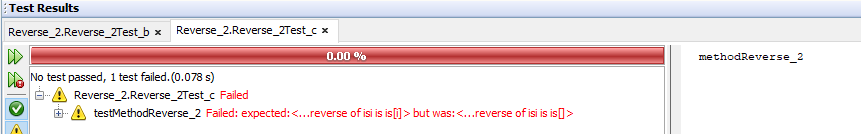 Test Results
Reverse_2.Reverse_2Test_b ×
Reverse_2.Reverse_2Test_c ×
0.00 %
methodReverse_2
No test passed, 1 test failed.(0.078 s)
Reverse_2.Reverse_2Test_c Failed
testMethodReverse_2 Failed: expected:<...reverse of isi is is[i]> but was:<...reverse of isi is is[]>